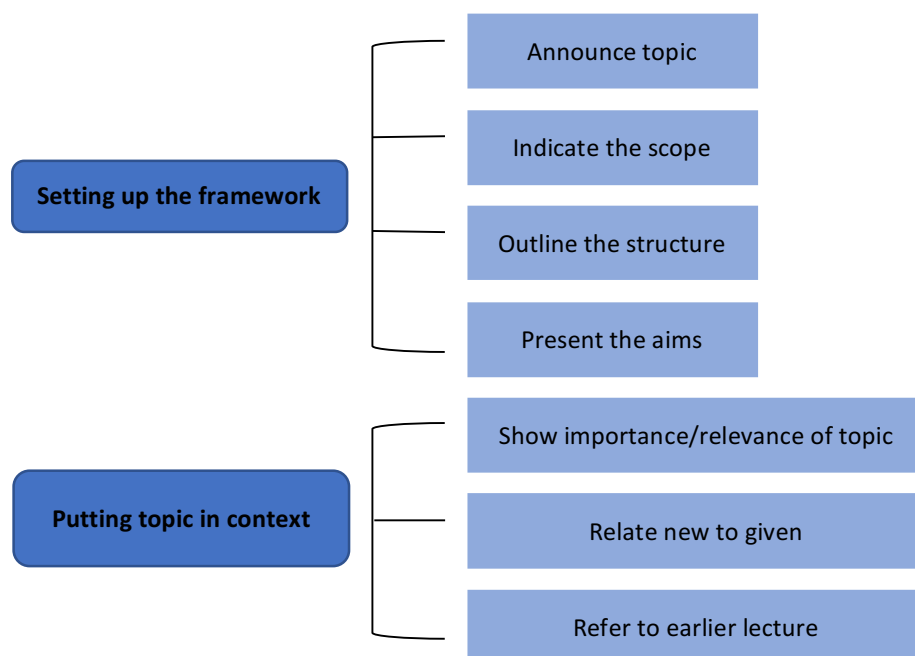 Setting up the framework
Announce topic
Indicate the scope
Outline the structure
Present the aims
Putting topic in context
Show importance/relevance of topic
Relate new to given
Refer to earlier lecture